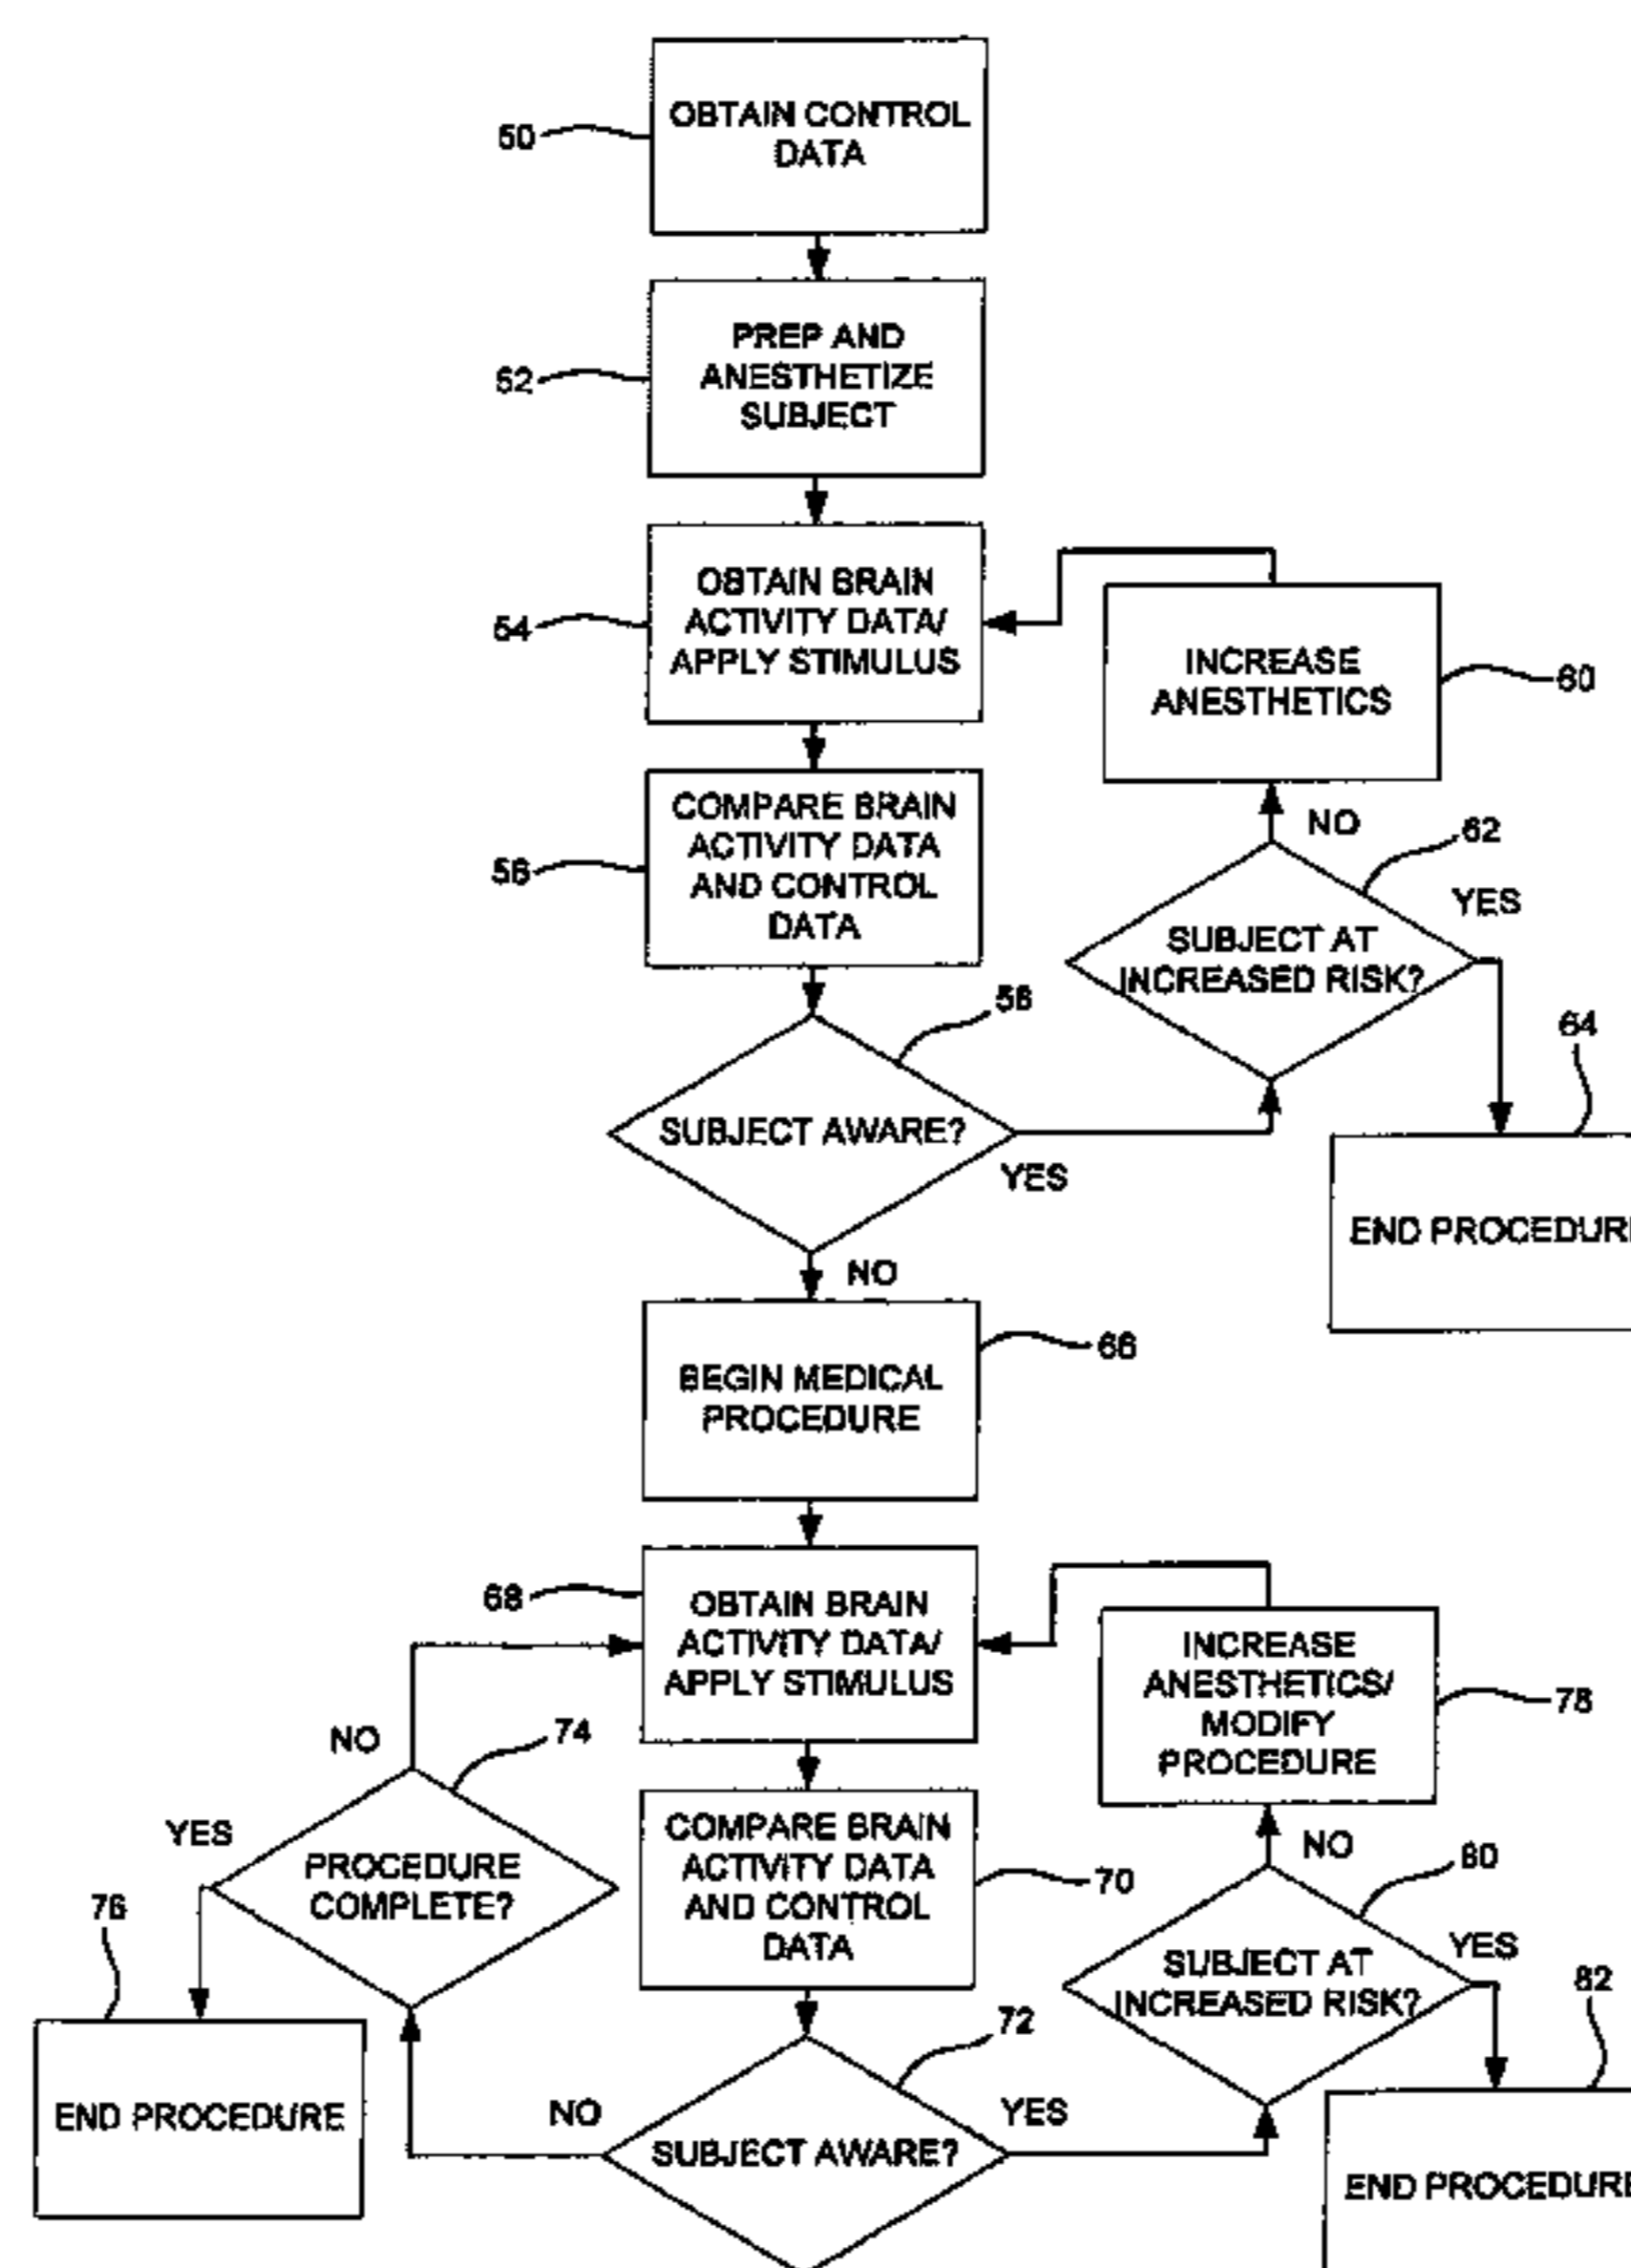 OBTAIN CONTROL
DATA
50
PREP AND
ANESTHETIZE
SUBJECT
52
OBTAIN BRAIN
ACTIVITY DATA/
APPLY STIMULUS
54
INCREASE
ANESTHETICS
60
COMPARE BRAIN
ACTIVITY DATA
AND CONTROL
DATA
56
NO
62
YES
SUBJECT AT
INCREASED RISK?
58
64
SUBJECT AWARE?
YES
END PROCEDURE
NO
BEGIN MEDICAL
PROCEDURE
66
68
OBTAIN BRAIN
ACTIVITY DATA/
APPLY STIMULUS
INCREASE
ANESTHETICS/
MODIFY
PROCEDURE
78
NO
74
YES
PROCEDURE
COMPLETE?
COMPARE BRAIN
ACTIVITY DATA
AND CONTROL
DATA
70
NO
80
YES
SUBJECT AT
INCREASED RISK?
76
82
72
END PROCEDURE
NO
YES
SUBJECT AWARE?
END PROCEDURE